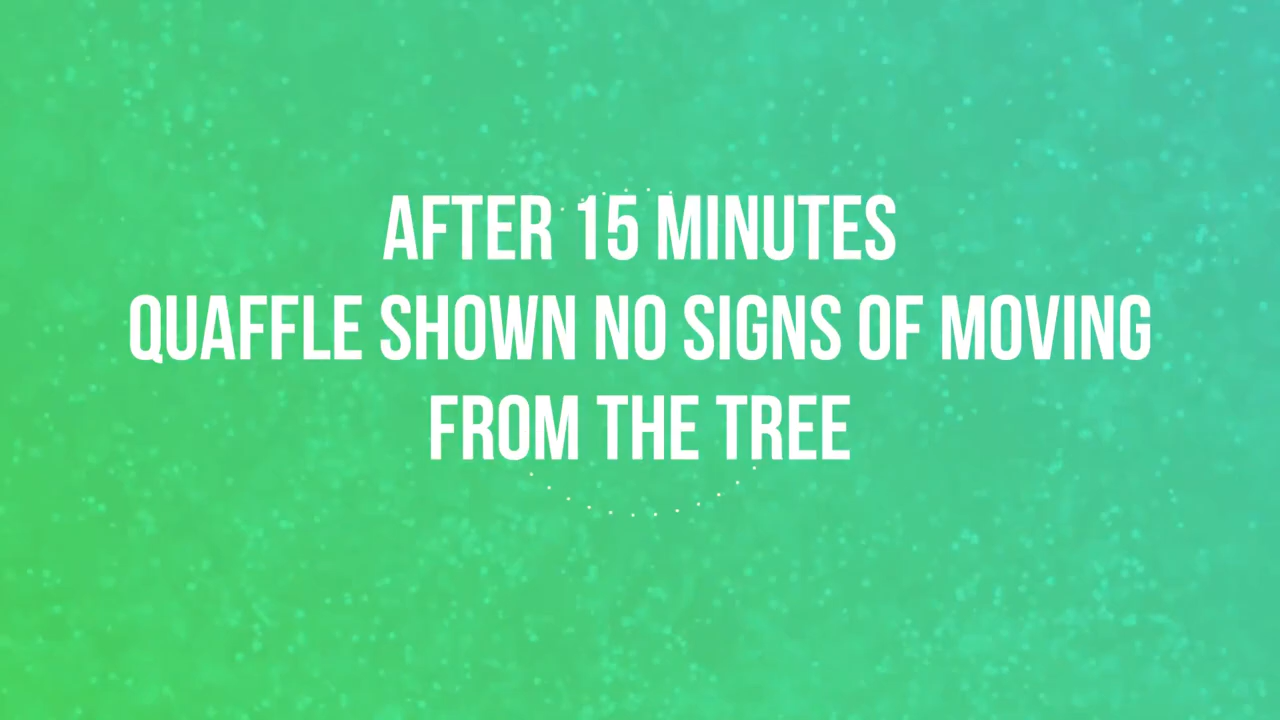 AFTER 15 MINUTES
QUAFFLE SHOWN NO SIGNS OF MOVING
FROM THE TREE